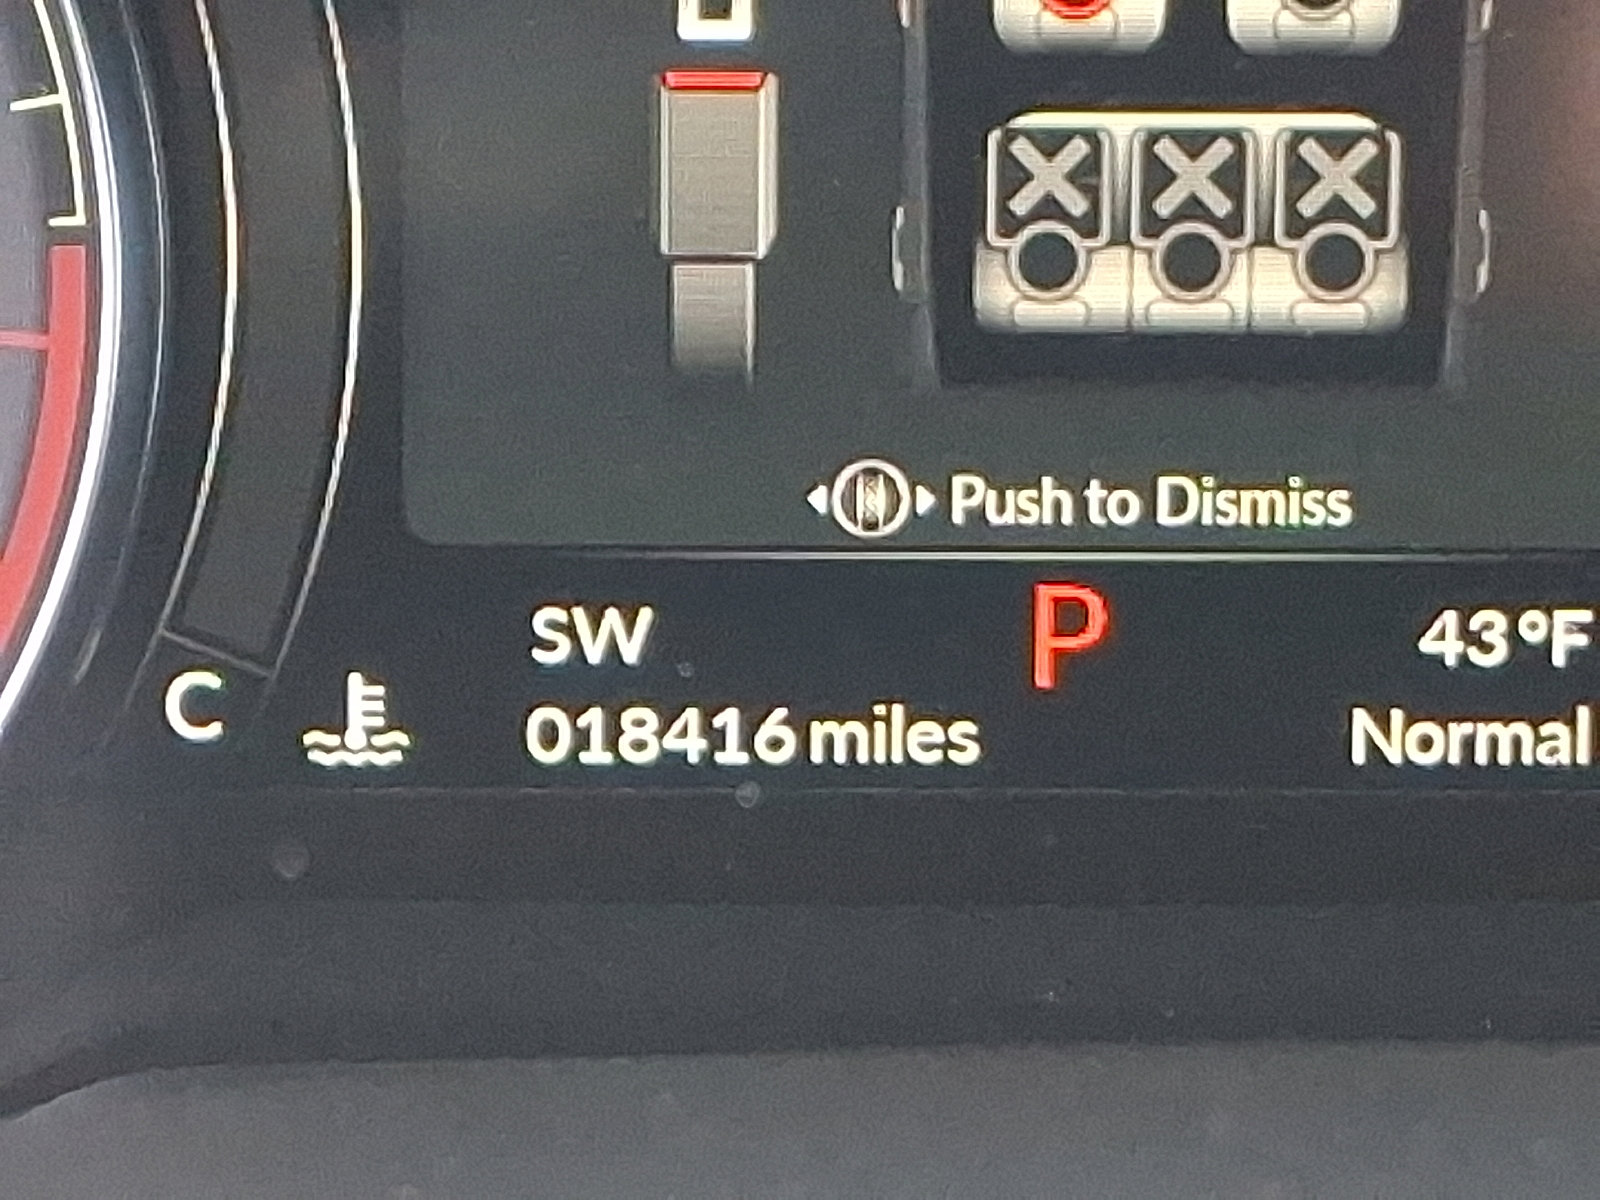 Push to Dismiss
SW
P
43°F
C
018416 miles
Normal